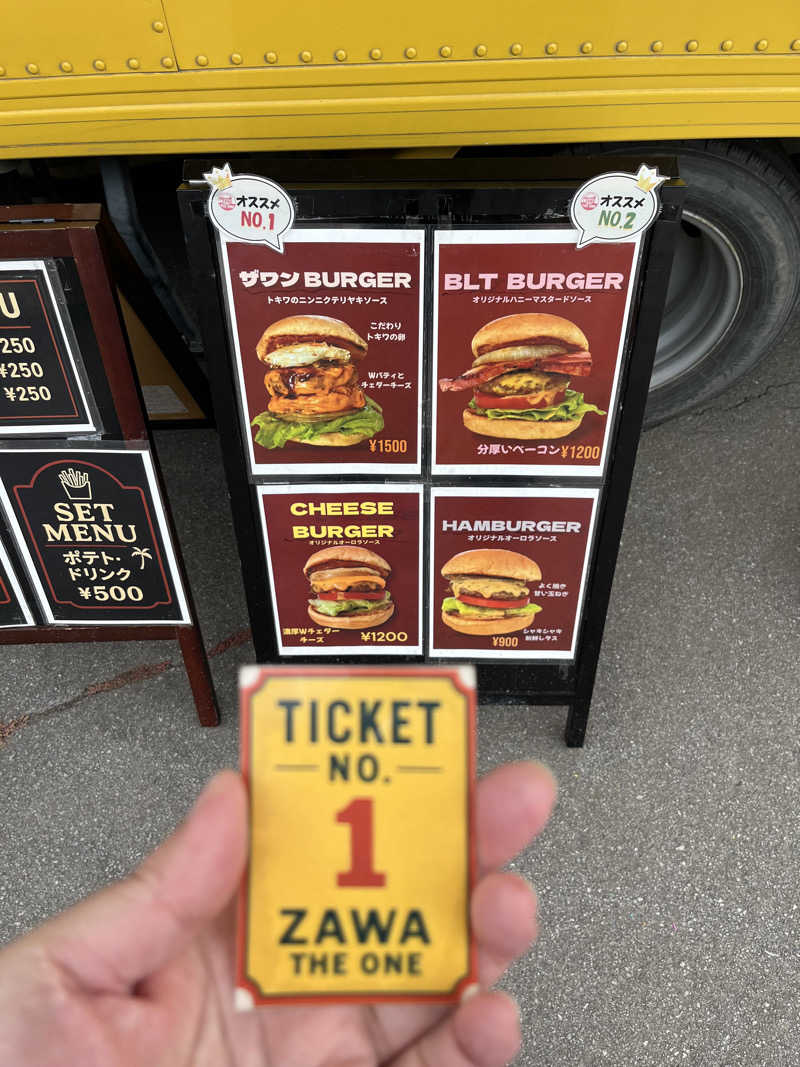 オススメ
NO.1
ザワン BURGER
トキワのニンニクテリヤキソース
こだわり
トキワの卵
Wパティと
チェダーチーズ
¥1500
オススメ
NO.2
BLT BURGER
オリジナルハニーマスタードソース
分厚いベーコン ¥1200
CHEESE
BURGER
オリジナルオーロラソース
濃厚Wチェダー
チーズ
¥1200
HAMBURGER
オリジナルオーロラソース
よく焼き
甘い玉ねぎ
シャキシャキ
新鮮レタス
¥900
U
250
¥250
¥250
SET
MENU
ポテト・
ドリンク
¥500
TICKET
NO.
1
ZAWA
THE ONE